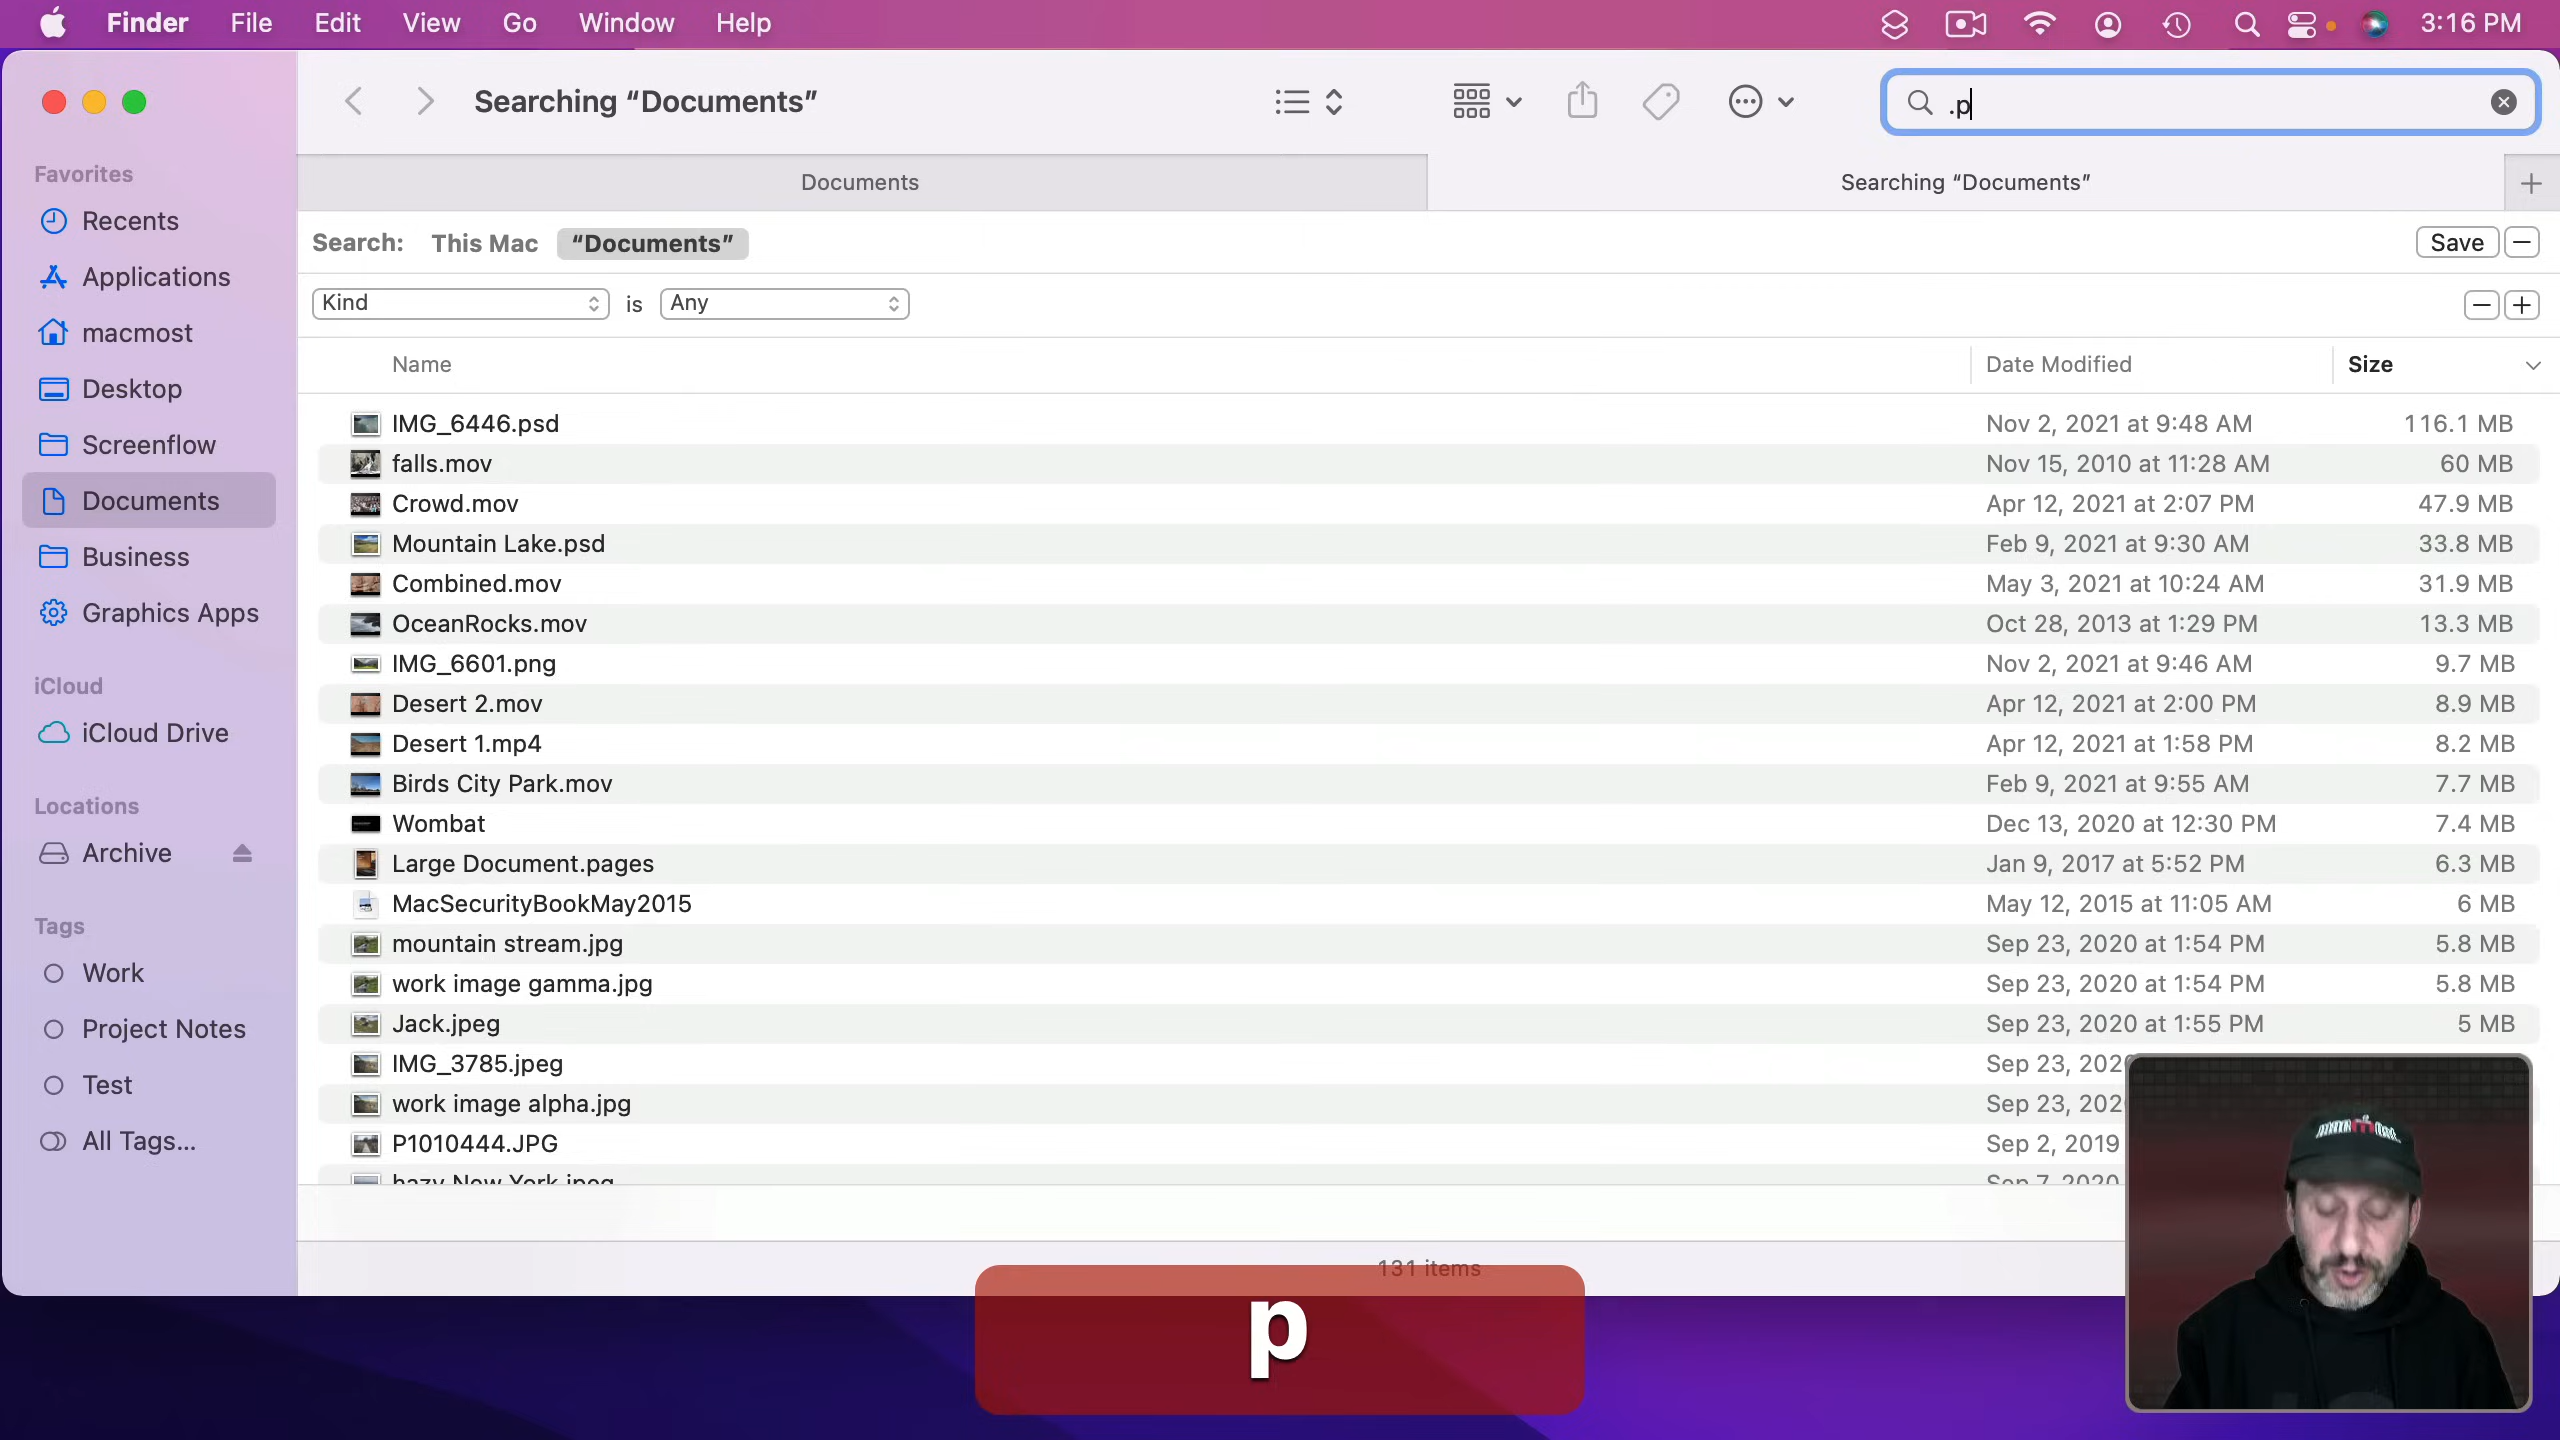 Finder File Edit View Go Window Help 3:16 PM
Searching “Documents” .p
Documents Searching “Documents”
Search: This Mac “Documents” Save
Kind is Any
Name Date Modified Size
Favorites
Recents
Applications
macmost
Desktop
Screenflow
Documents
Business
Graphics Apps
iCloud
iCloud Drive
Locations
Archive
Tags
Work
Project Notes
Test
All Tags...
IMG_6446.psd Nov 2, 2021 at 9:48 AM 116.1 MB
falls.mov Nov 15, 2010 at 11:28 AM 60 MB
Crowd.mov Apr 12, 2021 at 2:07 PM 47.9 MB
Mountain Lake.psd Feb 9, 2021 at 9:30 AM 33.8 MB
Combined.mov May 3, 2021 at 10:24 AM 31.9 MB
OceanRocks.mov Oct 28, 2013 at 1:29 PM 13.3 MB
IMG_6601.png Nov 2, 2021 at 9:46 AM 9.7 MB
Desert 2.mov Apr 12, 2021 at 2:00 PM 8.9 MB
Desert 1.mp4 Apr 12, 2021 at 1:58 PM 8.2 MB
Birds City Park.mov Feb 9, 2021 at 9:55 AM 7.7 MB
Wombat Dec 13, 2020 at 12:30 PM 7.4 MB
Large Document.pages Jan 9, 2017 at 5:52 PM 6.3 MB
MacSecurityBookMay2015 May 12, 2015 at 11:05 AM 6 MB
mountain stream.jpg Sep 23, 2020 at 1:54 PM 5.8 MB
work image gamma.jpg Sep 23, 2020 at 1:54 PM 5.8 MB
Jack.jpeg Sep 23, 2020 at 1:55 PM 5 MB
IMG_3785.jpeg Sep 23, 202
work image alpha.jpg Sep 23, 202
P1010444.JPG Sep 2, 2019
hazy New York.jpeg Sep 7, 2020
131 items
p